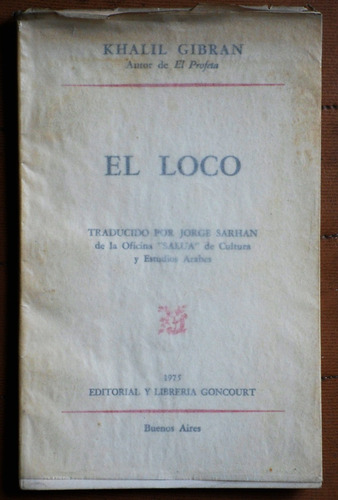 KHALIL GIBRAN
Autor de El Profeta
EL LOCO
TRADUCIDO POR JORGE SARHAN
de la Oficina "SALUA" de Cultura
y Estudios Arabes
1975
EDITORIAL Y LIBRERIA GONCOURT
Buenos Aires